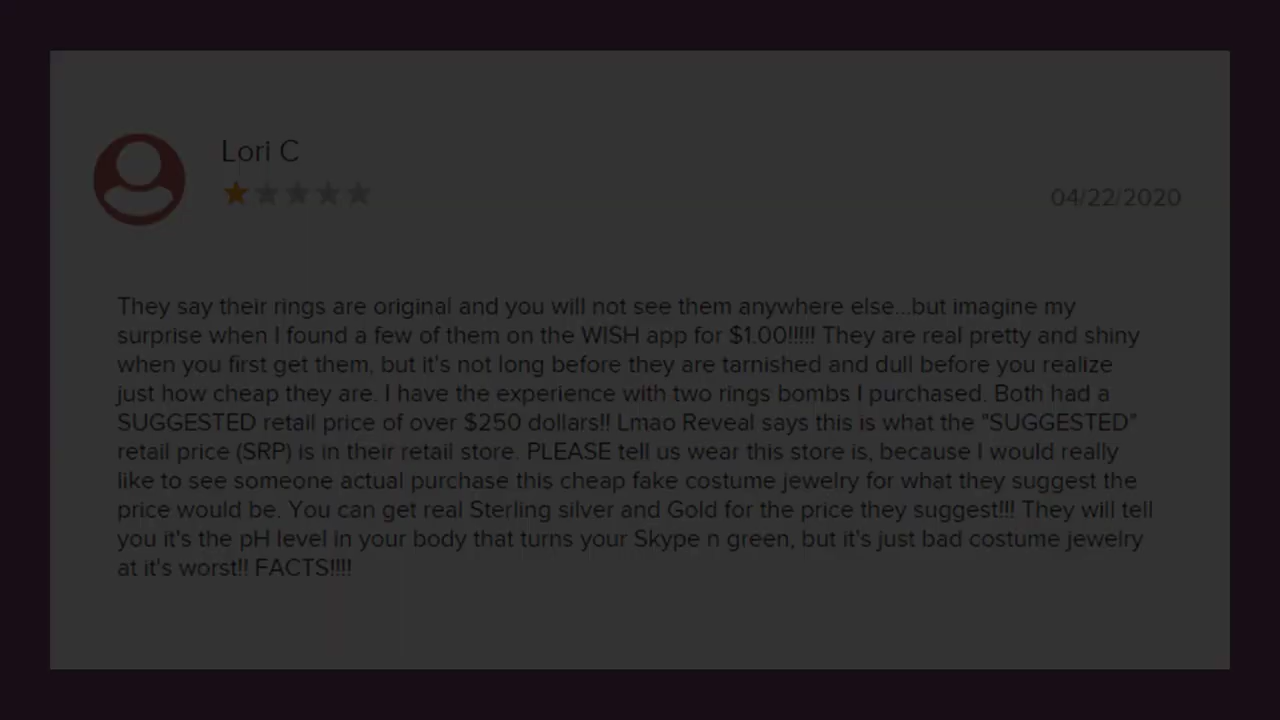 Lori C
04/22/2020
They say their rings are original and you will not see them anywhere else...but imagine my
surprise when I found a few of them on the WISH app for $1.00!!!!! They are real pretty and shiny
when you first get them, but it's not long before they are tarnished and dull before you realize
just how cheap they are. I have the experience with two rings bombs I purchased. Both had a
SUGGESTED retail price of over $250 dollars!! Lmao Reveal says this is what the "SUGGESTED"
retail price (SRP) is in their retail store. PLEASE tell us wear this store is, because I would really
like to see someone actual purchase this cheap fake costume jewelry for what they suggest the
price would be. You can get real Sterling silver and Gold for the price they suggest!!! They will tell
you it's the pH level in your body that turns your Skype n green, but it's just bad costume jewelry
at it's worst!! FACTS!!!!